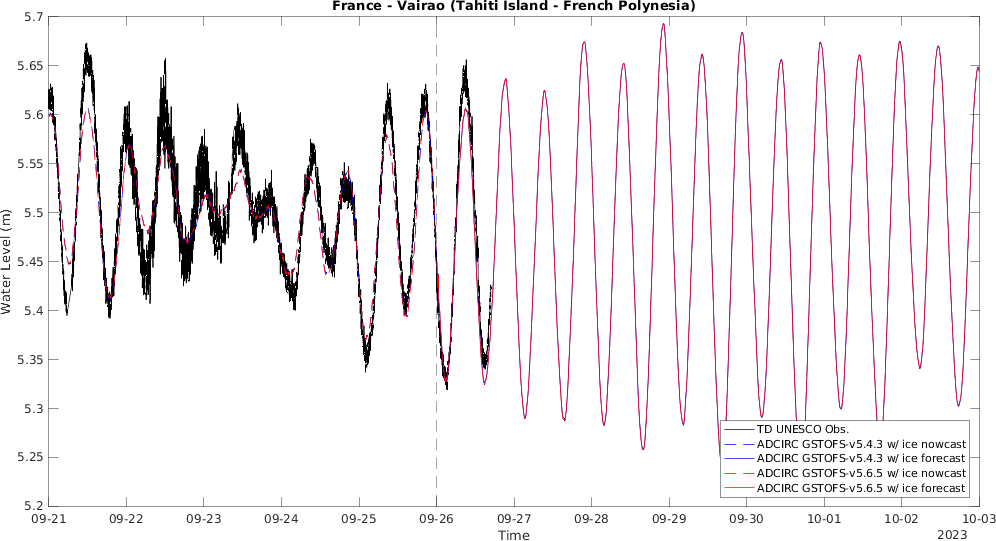 France - Vairao (Tahiti Island - French Polynesia)
5.7
5.65
5.6
5.55
5.5
5.45
5.4
5.35
5.3
5.25
5.2
Water Level (m)
TD UNESCO Obs.
ADCIRC GSTOFS-v5.4.3 w/ ice nowcast
ADCIRC GSTOFS-v5.4.3 w/ ice forecast
ADCIRC GSTOFS-v5.6.5 w/ ice nowcast
ADCIRC GSTOFS-v5.6.5 w/ ice forecast
09-21 09-22 09-23 09-24 09-25 09-26 09-27 09-28 09-29 09-30 10-01 10-02 10-03
Time
2023